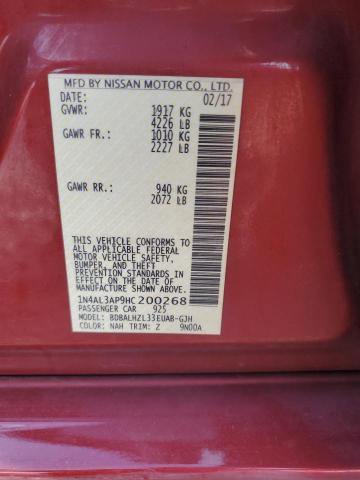 MFD BY NISSAN MOTOR CO., LTD.
DATE: 02/17
GVWR: 1917 KG
4226 LB
GAWR FR.: 1010 KG
2227 LB
GAWR RR.: 940 KG
2072 LB
THIS VEHICLE CONFORMS TO
ALL APPLICABLE FEDERAL
MOTOR VEHICLE SAFETY,
BUMPER, AND THEFT
PREVENTION STANDARDS
IN EFFECT ON THE DATE OF
MANUFACTURE SHOWN ABOVE.
1N4AL3AP9HC200268
PASSENGER CAR 925
MODEL: BDBALHZL33EUAB-GJH
COLOR: NAH TRIM: Z 9N00A